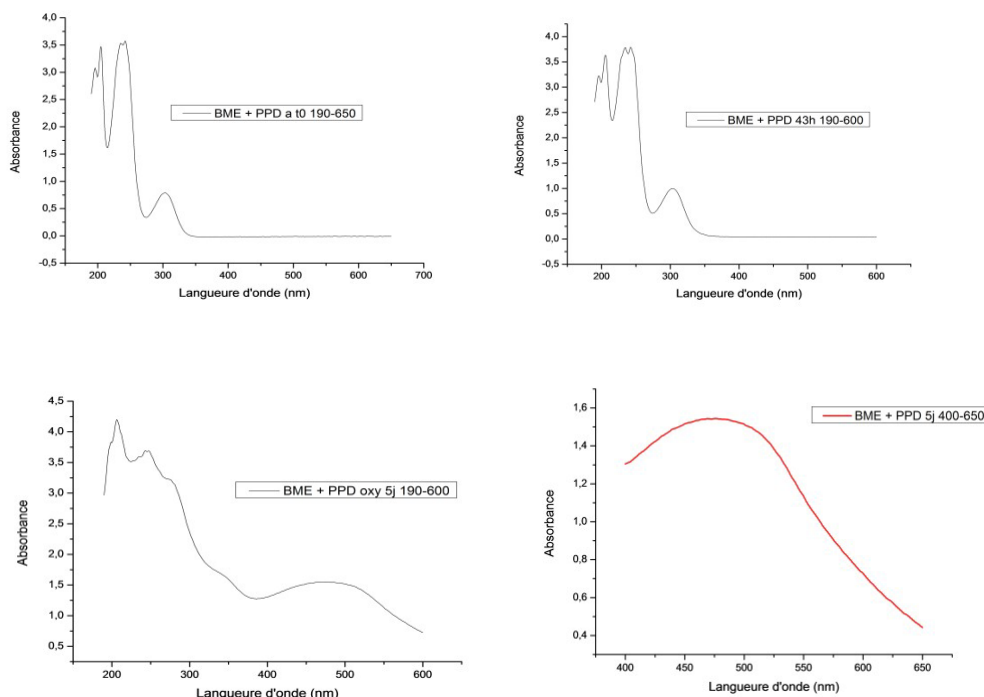 4,0
3,5
3,0
2,5
2,0
1,5
1,0
0,5
0,0
-0,5
Absorbance
BME + PPD a t0 190-650
200 300 400 500 600 700
Langueure d'onde (nm)
4,0
3,5
3,0
2,5
2,0
1,5
1,0
0,5
0,0
-0,5
Absorbance
BME + PPD 43h 190-600
200 300 400 500 600
Langueure d'onde (nm)
4,5
4,0
3,5
3,0
2,5
2,0
1,5
1,0
0,5
Absorbance
BME + PPD oxy 5j 190-600
200 300 400 500 600
Langueure d'onde (nm)
1,6
1,4
1,2
1,0
0,8
0,6
0,4
Absorbance
BME + PPD 5j 400-650
400 450 500 550 600 650
Langueure d'onde (nm)